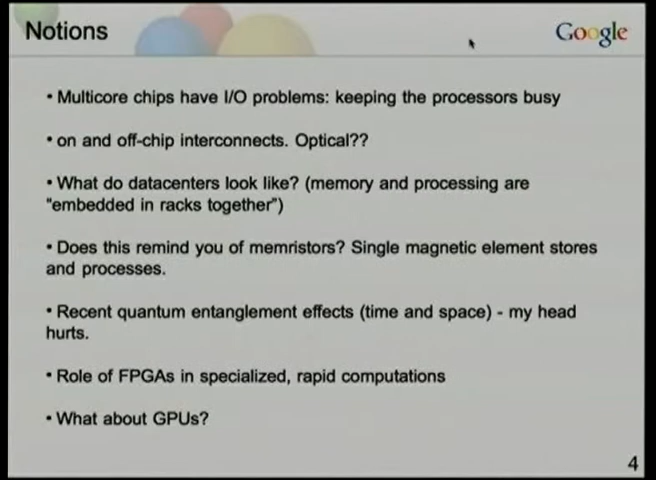 Notions
Google
• Multicore chips have I/O problems: keeping the processors busy
• on and off-chip interconnects. Optical??
• What do datacenters look like? (memory and processing are
"embedded in racks together")
• Does this remind you of memristors? Single magnetic element stores
and processes.
• Recent quantum entanglement effects (time and space) - my head
hurts.
• Role of FPGAs in specialized, rapid computations
• What about GPUs?
4